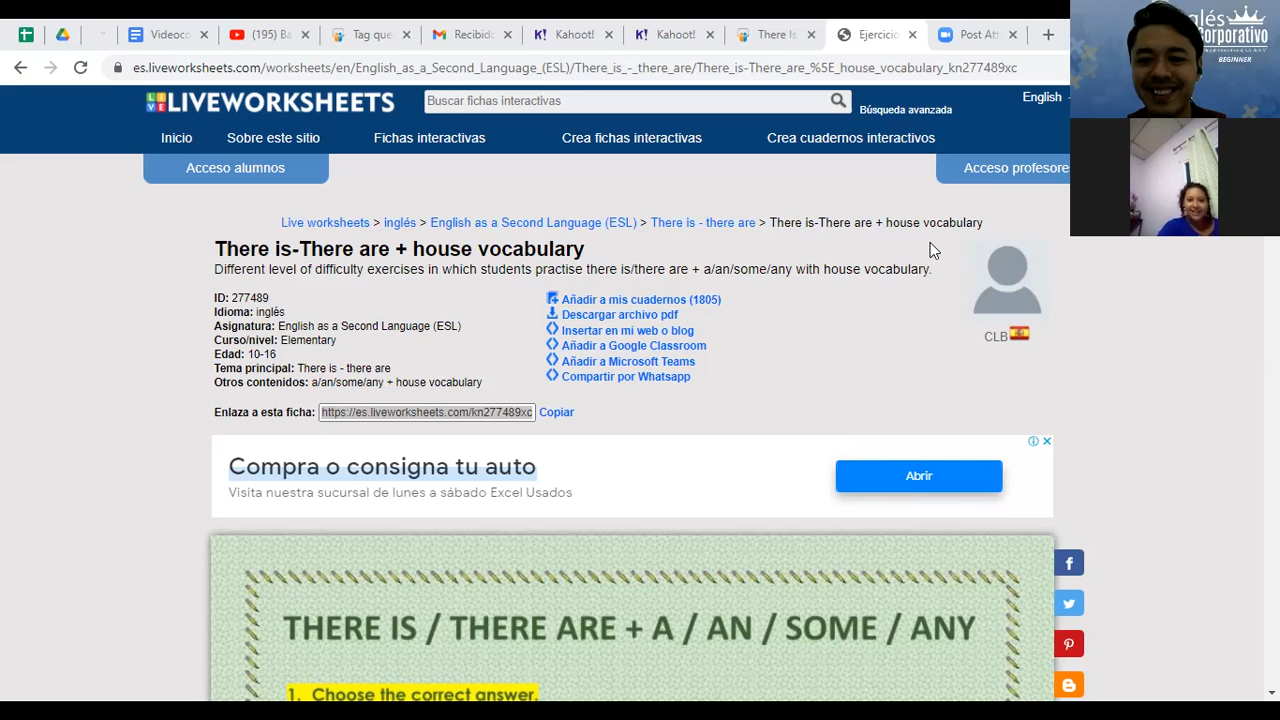 Videoco
(195) Ba
Tag que
Recibido
Kahoot!
Kahoot!
There Is
Ejercicio
Post Att
es.liveworksheets.com/worksheets/en/English_as_a_Second_Language_(ESL)/There_is_-_there_are/There_is-There_are_%5E_house_vocabulary_kn277489xc
glés
Corporativo
BEGINNER
LIVEWORKSHEETS
Buscar fichas interactivas
Búsqueda avanzada
English
Inicio
Sobre este sitio
Fichas interactivas
Crea fichas interactivas
Crea cuadernos interactivos
Acceso alumnos
Acceso profesore
Live worksheets > inglés > English as a Second Language (ESL) > There is - there are > There is-There are + house vocabulary
There is-There are + house vocabulary
Different level of difficulty exercises in which students practise there is/there are + a/an/some/any with house vocabulary.
ID: 277489
Idioma: inglés
Asignatura: English as a Second Language (ESL)
Curso/nivel: Elementary
Edad: 10-16
Tema principal: There is - there are
Otros contenidos: a/an/some/any + house vocabulary
Añadir a mis cuadernos (1805)
Descargar archivo pdf
Insertar en mi web o blog
Añadir a Google Classroom
Añadir a Microsoft Teams
Compartir por Whatsapp
CLB
Enlaza a esta ficha: https://es.liveworksheets.com/kn277489xc Copiar
Compra o consigna tu auto
Visita nuestra sucursal de lunes a sábado Excel Usados
Abrir
THERE IS / THERE ARE + A / AN / SOME / ANY
1. Choose the correct answer.